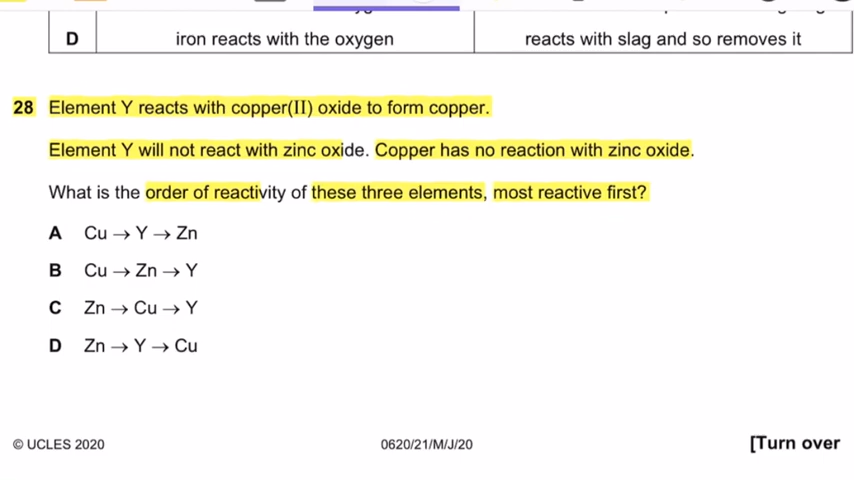 D iron reacts with the oxygen reacts with slag and so removes it
28 Element Y reacts with copper(II) oxide to form copper.
Element Y will not react with zinc oxide. Copper has no reaction with zinc oxide.
What is the order of reactivity of these three elements, most reactive first?
A Cu → Y → Zn
B Cu → Zn → Y
C Zn → Cu → Y
D Zn → Y → Cu
© UCLES 2020 0620/21/M/J/20 [Turn over